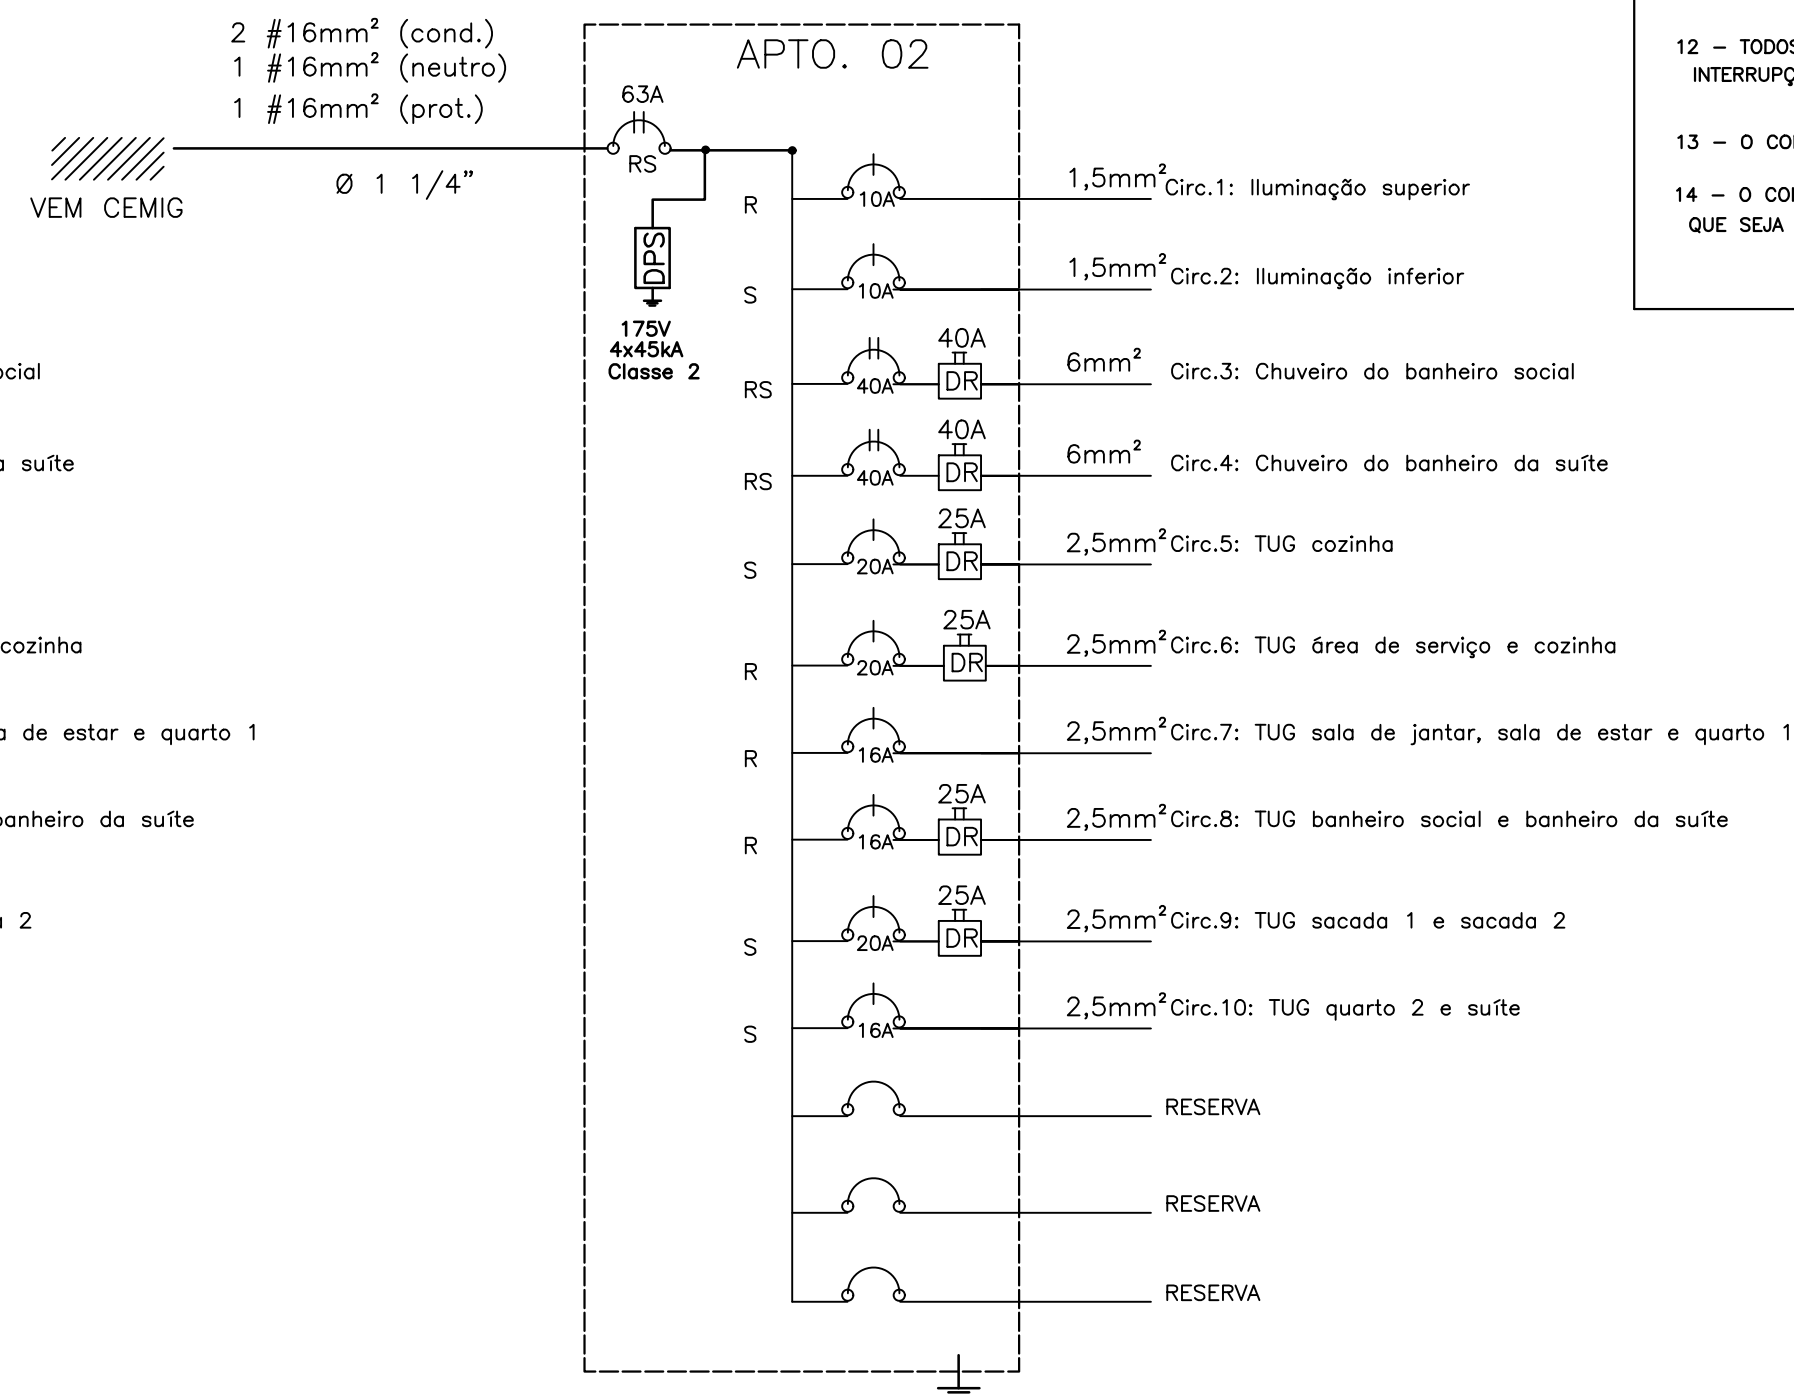 2 #16mm² (cond.)
1 #16mm² (neutro)
1 #16mm² (prot.)
Ø 1 1/4”
VEM CEMIG
APTO. 02
63A
RS
DPS
175V
4x45kA
Classe 2
R
10A
1,5mm² Circ.1: Iluminação superior
S
10A
1,5mm² Circ.2: Iluminação inferior
RS
40A
40A
DR
6mm² Circ.3: Chuveiro do banheiro social
RS
40A
40A
DR
6mm² Circ.4: Chuveiro do banheiro da suíte
S
20A
25A
DR
2,5mm² Circ.5: TUG cozinha
R
20A
25A
DR
2,5mm² Circ.6: TUG área de serviço e cozinha
R
16A
2,5mm² Circ.7: TUG sala de jantar, sala de estar e quarto 1
R
16A
25A
DR
2,5mm² Circ.8: TUG banheiro social e banheiro da suíte
S
20A
25A
DR
2,5mm² Circ.9: TUG sacada 1 e sacada 2
S
16A
2,5mm² Circ.10: TUG quarto 2 e suíte
RESERVA
RESERVA
RESERVA
suíte
cozinha
de estar e quarto 1
da suíte
2
12 – TODOS
13 – O
14 – O
QUE SEJA